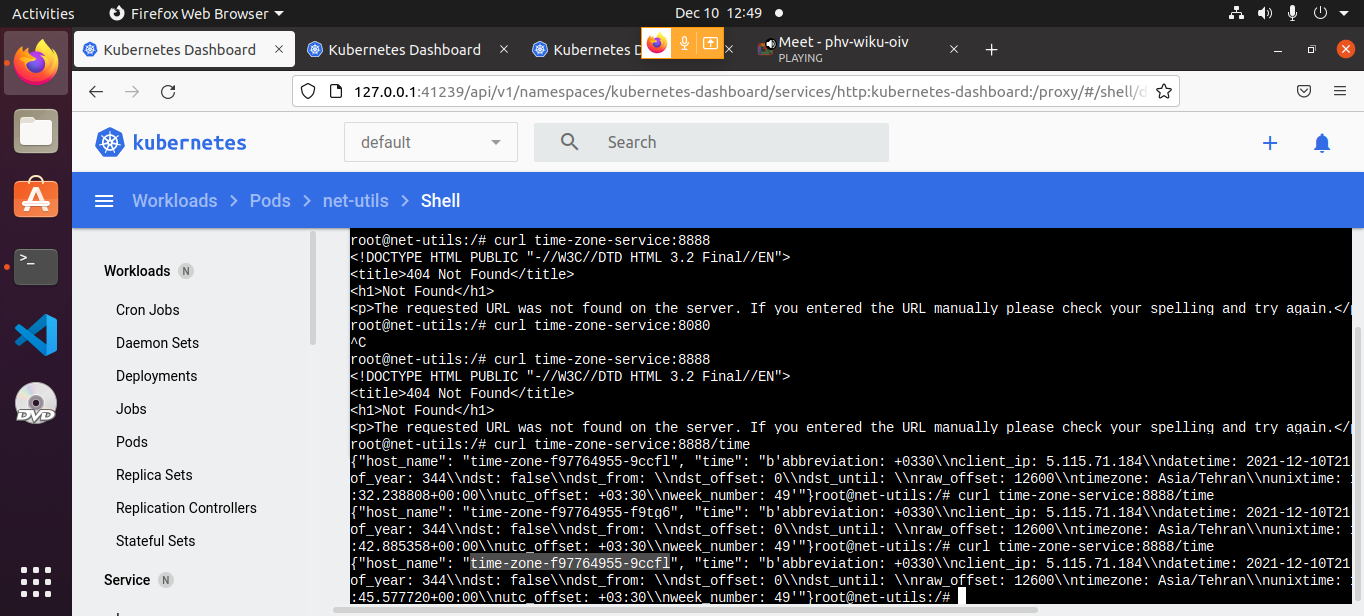 Activities
Firefox Web Browser
Dec 10 12:49
Kubernetes Dashboard
Kubernetes Dashboard
Kubernetes D
Meet - phv-wiku-oiv
PLAYING
127.0.0.1:41239/api/v1/namespaces/kubernetes-dashboard/services/http:kubernetes-dashboard:/proxy/#/shell/d
kubernetes
default
Search
Workloads
Pods
net-utils
Shell
Workloads N
Cron Jobs
Daemon Sets
Deployments
Jobs
Pods
Replica Sets
Replication Controllers
Stateful Sets
Service N
>_
DVD
root@net-utils:/# curl time-zone-service:8888
<!DOCTYPE HTML PUBLIC "-//W3C//DTD HTML 3.2 Final//EN">
<title>404 Not Found</title>
<h1>Not Found</h1>
<p>The requested URL was not found on the server. If you entered the URL manually please check your spelling and try again.</p
root@net-utils:/# curl time-zone-service:8080
^C
root@net-utils:/# curl time-zone-service:8888
<!DOCTYPE HTML PUBLIC "-//W3C//DTD HTML 3.2 Final//EN">
<title>404 Not Found</title>
<h1>Not Found</h1>
<p>The requested URL was not found on the server. If you entered the URL manually please check your spelling and try again.</p
root@net-utils:/# curl time-zone-service:8888/time
{"host_name": "time-zone-f97764955-9ccfl", "time": "b'abbreviation: +0330\\nclient_ip: 5.115.71.184\\ndatetime: 2021-12-10T21
of_year: 344\\ndst: false\\ndst_from: \\ndst_offset: 0\\ndst_until: \\nraw_offset: 12600\\ntimezone: Asia/Tehran\\nunixtime:
:32.238808+00:00\\nutc_offset: +03:30\\nweek_number: 49'"}root@net-utils:/# curl time-zone-service:8888/time
{"host_name": "time-zone-f97764955-f9tg6", "time": "b'abbreviation: +0330\\nclient_ip: 5.115.71.184\\ndatetime: 2021-12-10T21
of_year: 344\\ndst: false\\ndst_from: \\ndst_offset: 0\\ndst_until: \\nraw_offset: 12600\\ntimezone: Asia/Tehran\\nunixtime:
:42.885358+00:00\\nutc_offset: +03:30\\nweek_number: 49'"}root@net-utils:/# curl time-zone-service:8888/time
{"host_name": "time-zone-f97764955-9ccfl", "time": "b'abbreviation: +0330\\nclient_ip: 5.115.71.184\\ndatetime: 2021-12-10T21
of_year: 344\\ndst: false\\ndst_from: \\ndst_offset: 0\\ndst_until: \\nraw_offset: 12600\\ntimezone: Asia/Tehran\\nunixtime:
:45.577720+00:00\\nutc_offset: +03:30\\nweek_number: 49'"}root@net-utils:/#